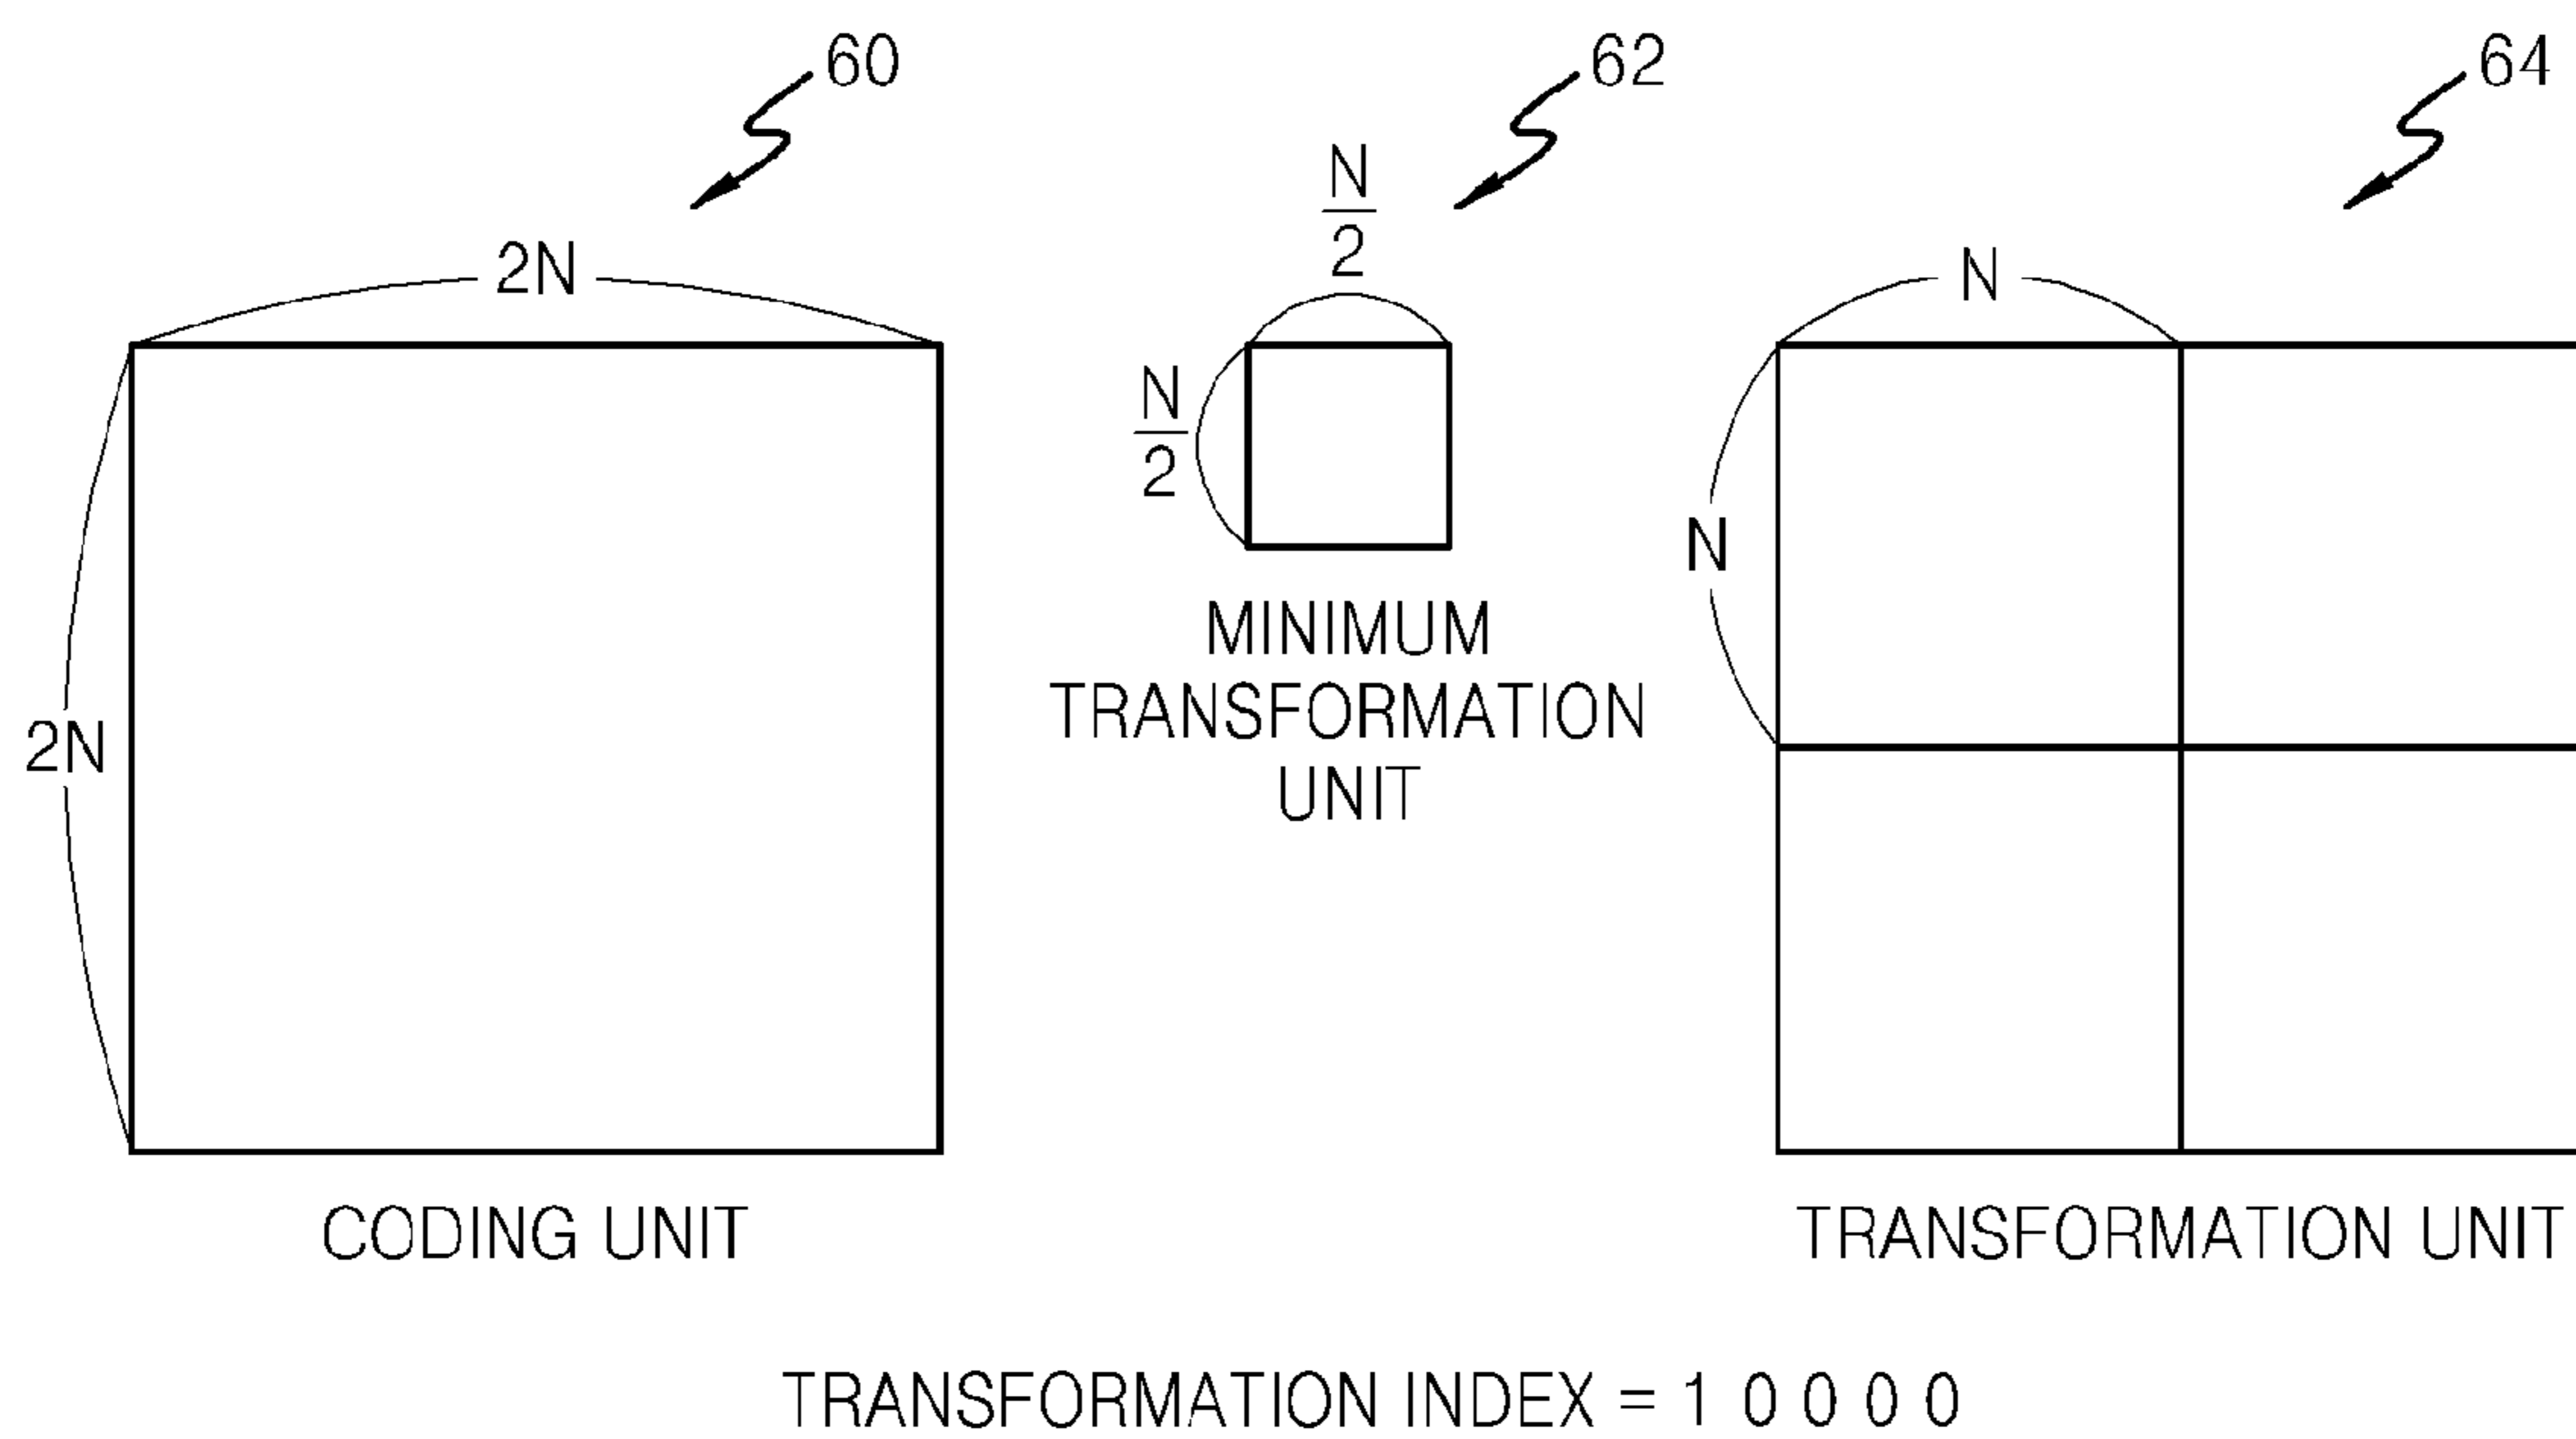 60
62
64
2N
N
2
N
2N
N
2
N
MINIMUM
TRANSFORMATION
UNIT
CODING UNIT
TRANSFORMATION UNIT
TRANSFORMATION INDEX = 1 0 0 0 0